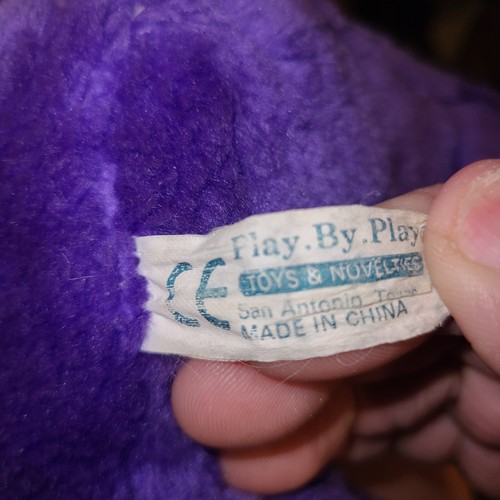 CE
Play.By.Play
TOYS & NOVELTIES
San Antonio, Texas
MADE IN CHINA